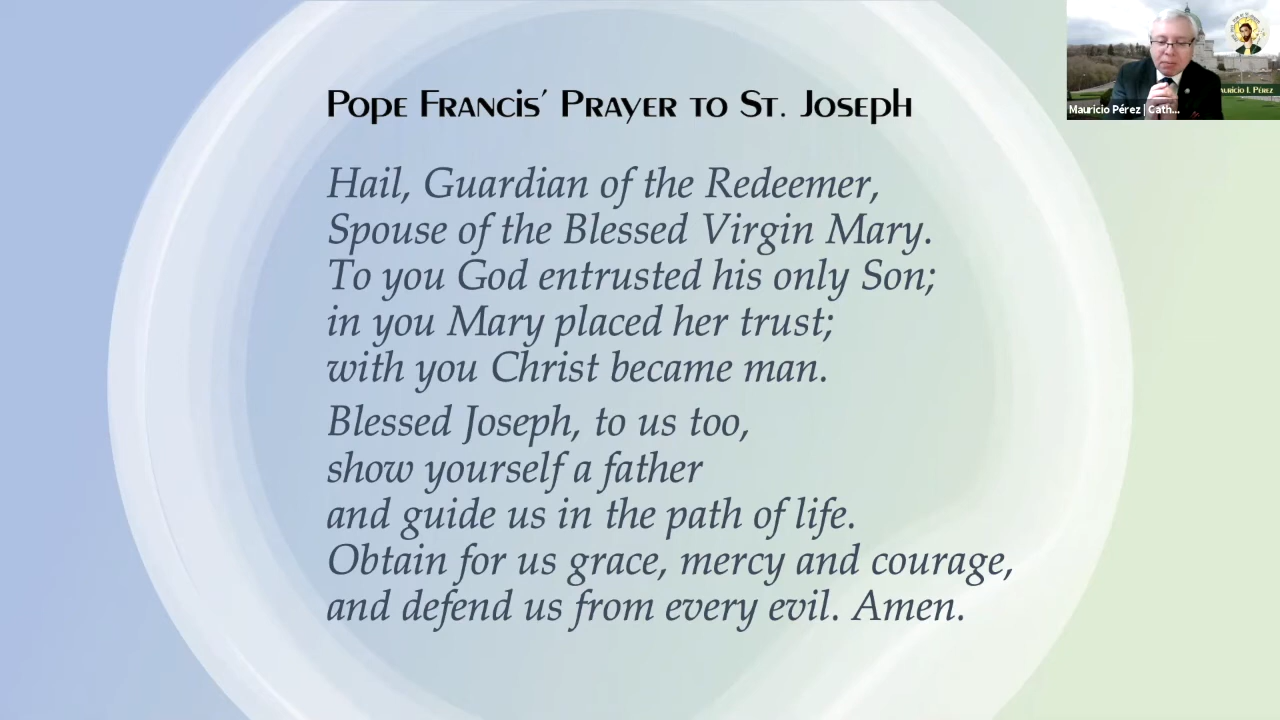 Pope Francis’ Prayer to St. Joseph
Hail, Guardian of the Redeemer,
Spouse of the Blessed Virgin Mary.
To you God entrusted his only Son;
in you Mary placed her trust;
with you Christ became man.
Blessed Joseph, to us too,
show yourself a father
and guide us in the path of life.
Obtain for us grace, mercy and courage,
and defend us from every evil. Amen.
Mauricio Pérez | Cath...